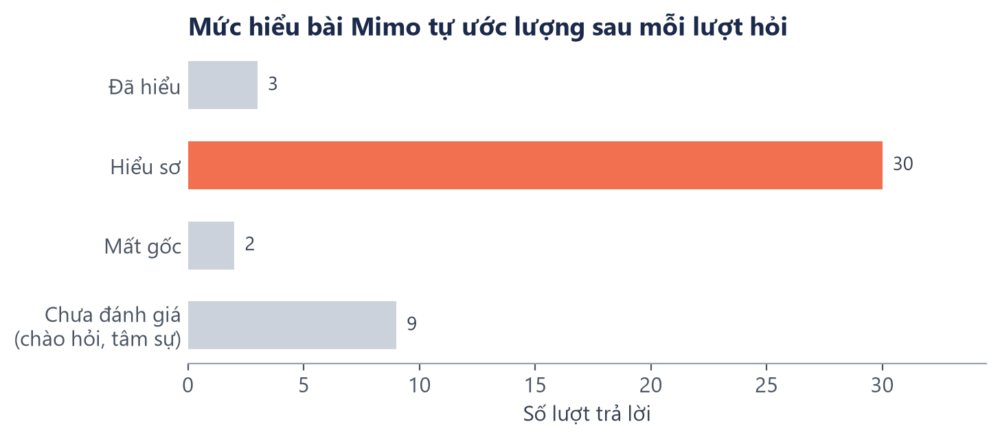 Mức hiểu bài Mimo tự ước lượng sau mỗi lượt hỏi
Đã hiểu
3
Hiểu sơ
30
Mất gốc
2
Chưa đánh giá
(chào hỏi, tâm sự)
9
0 5 10 15 20 25 30
Số lượt trả lời